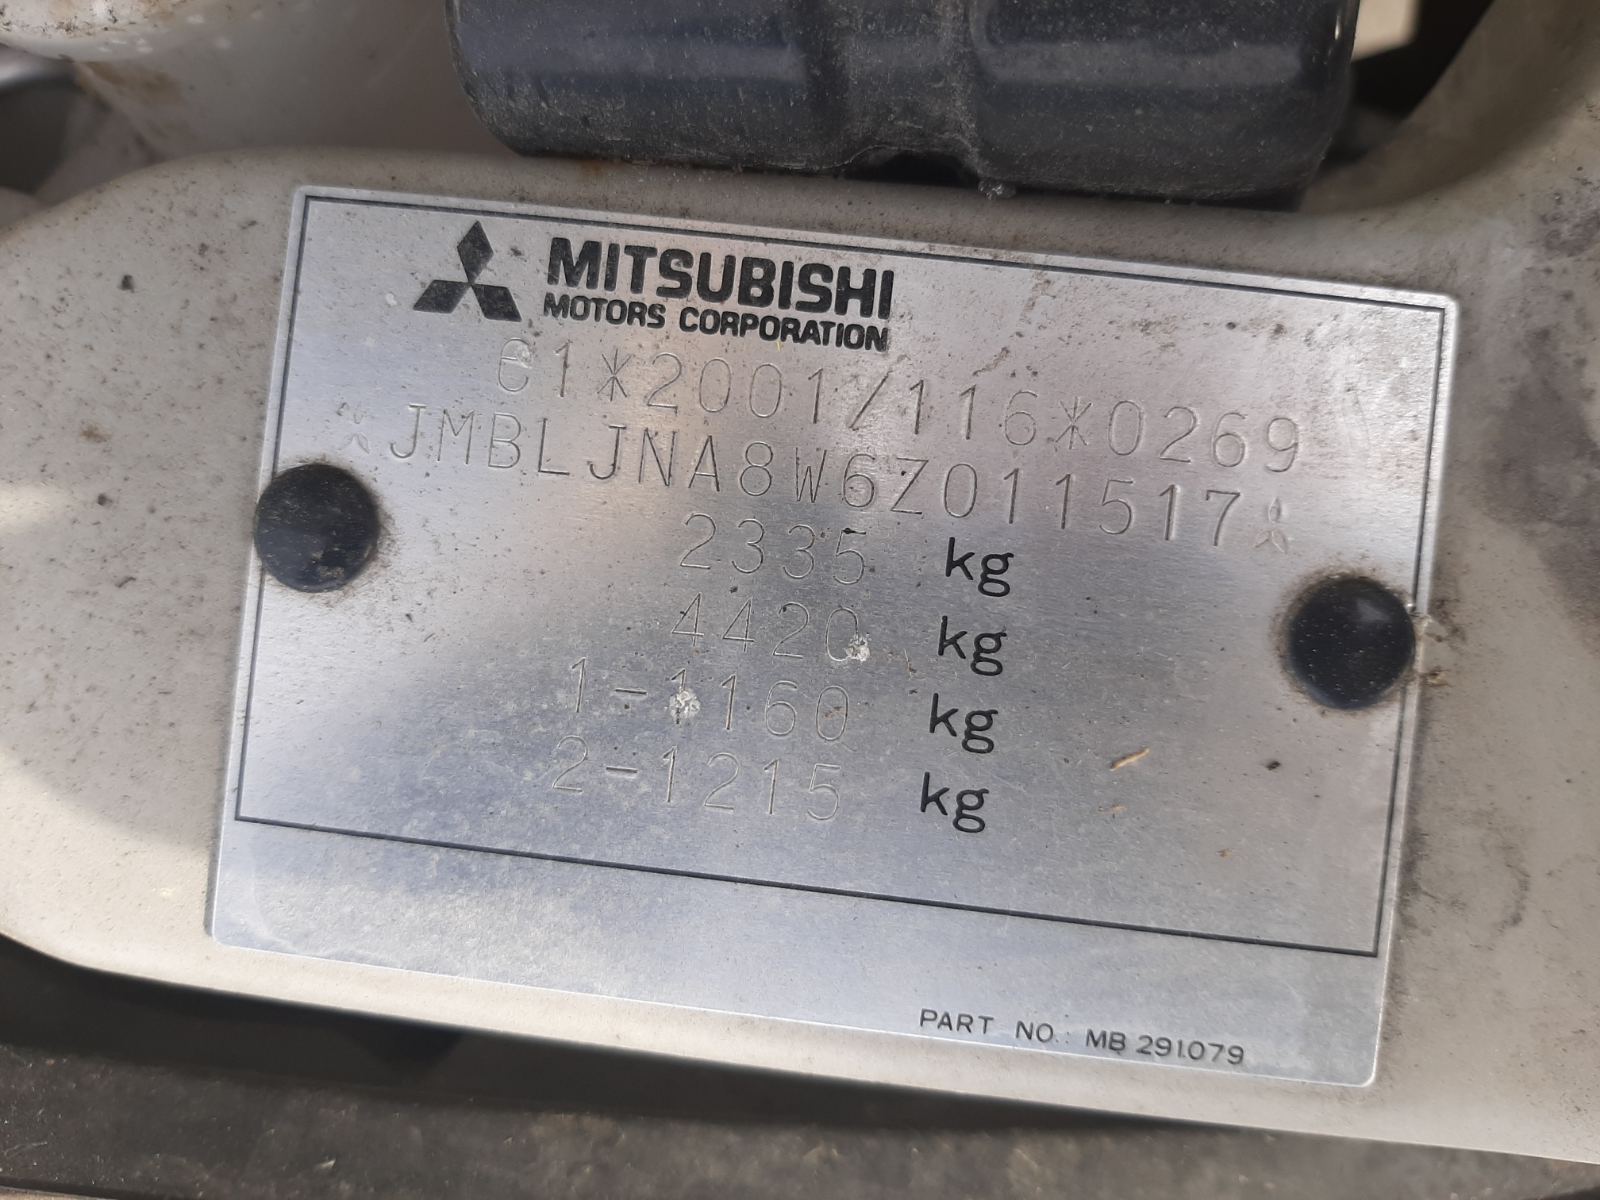 MITSUBISHI
MOTORS CORPORATION
e1*2001/116*0269
JMBLJNA8W6Z011517
2335 kg
4420 kg
1-1160 kg
2-1215 kg
PART NO.: MB 291079